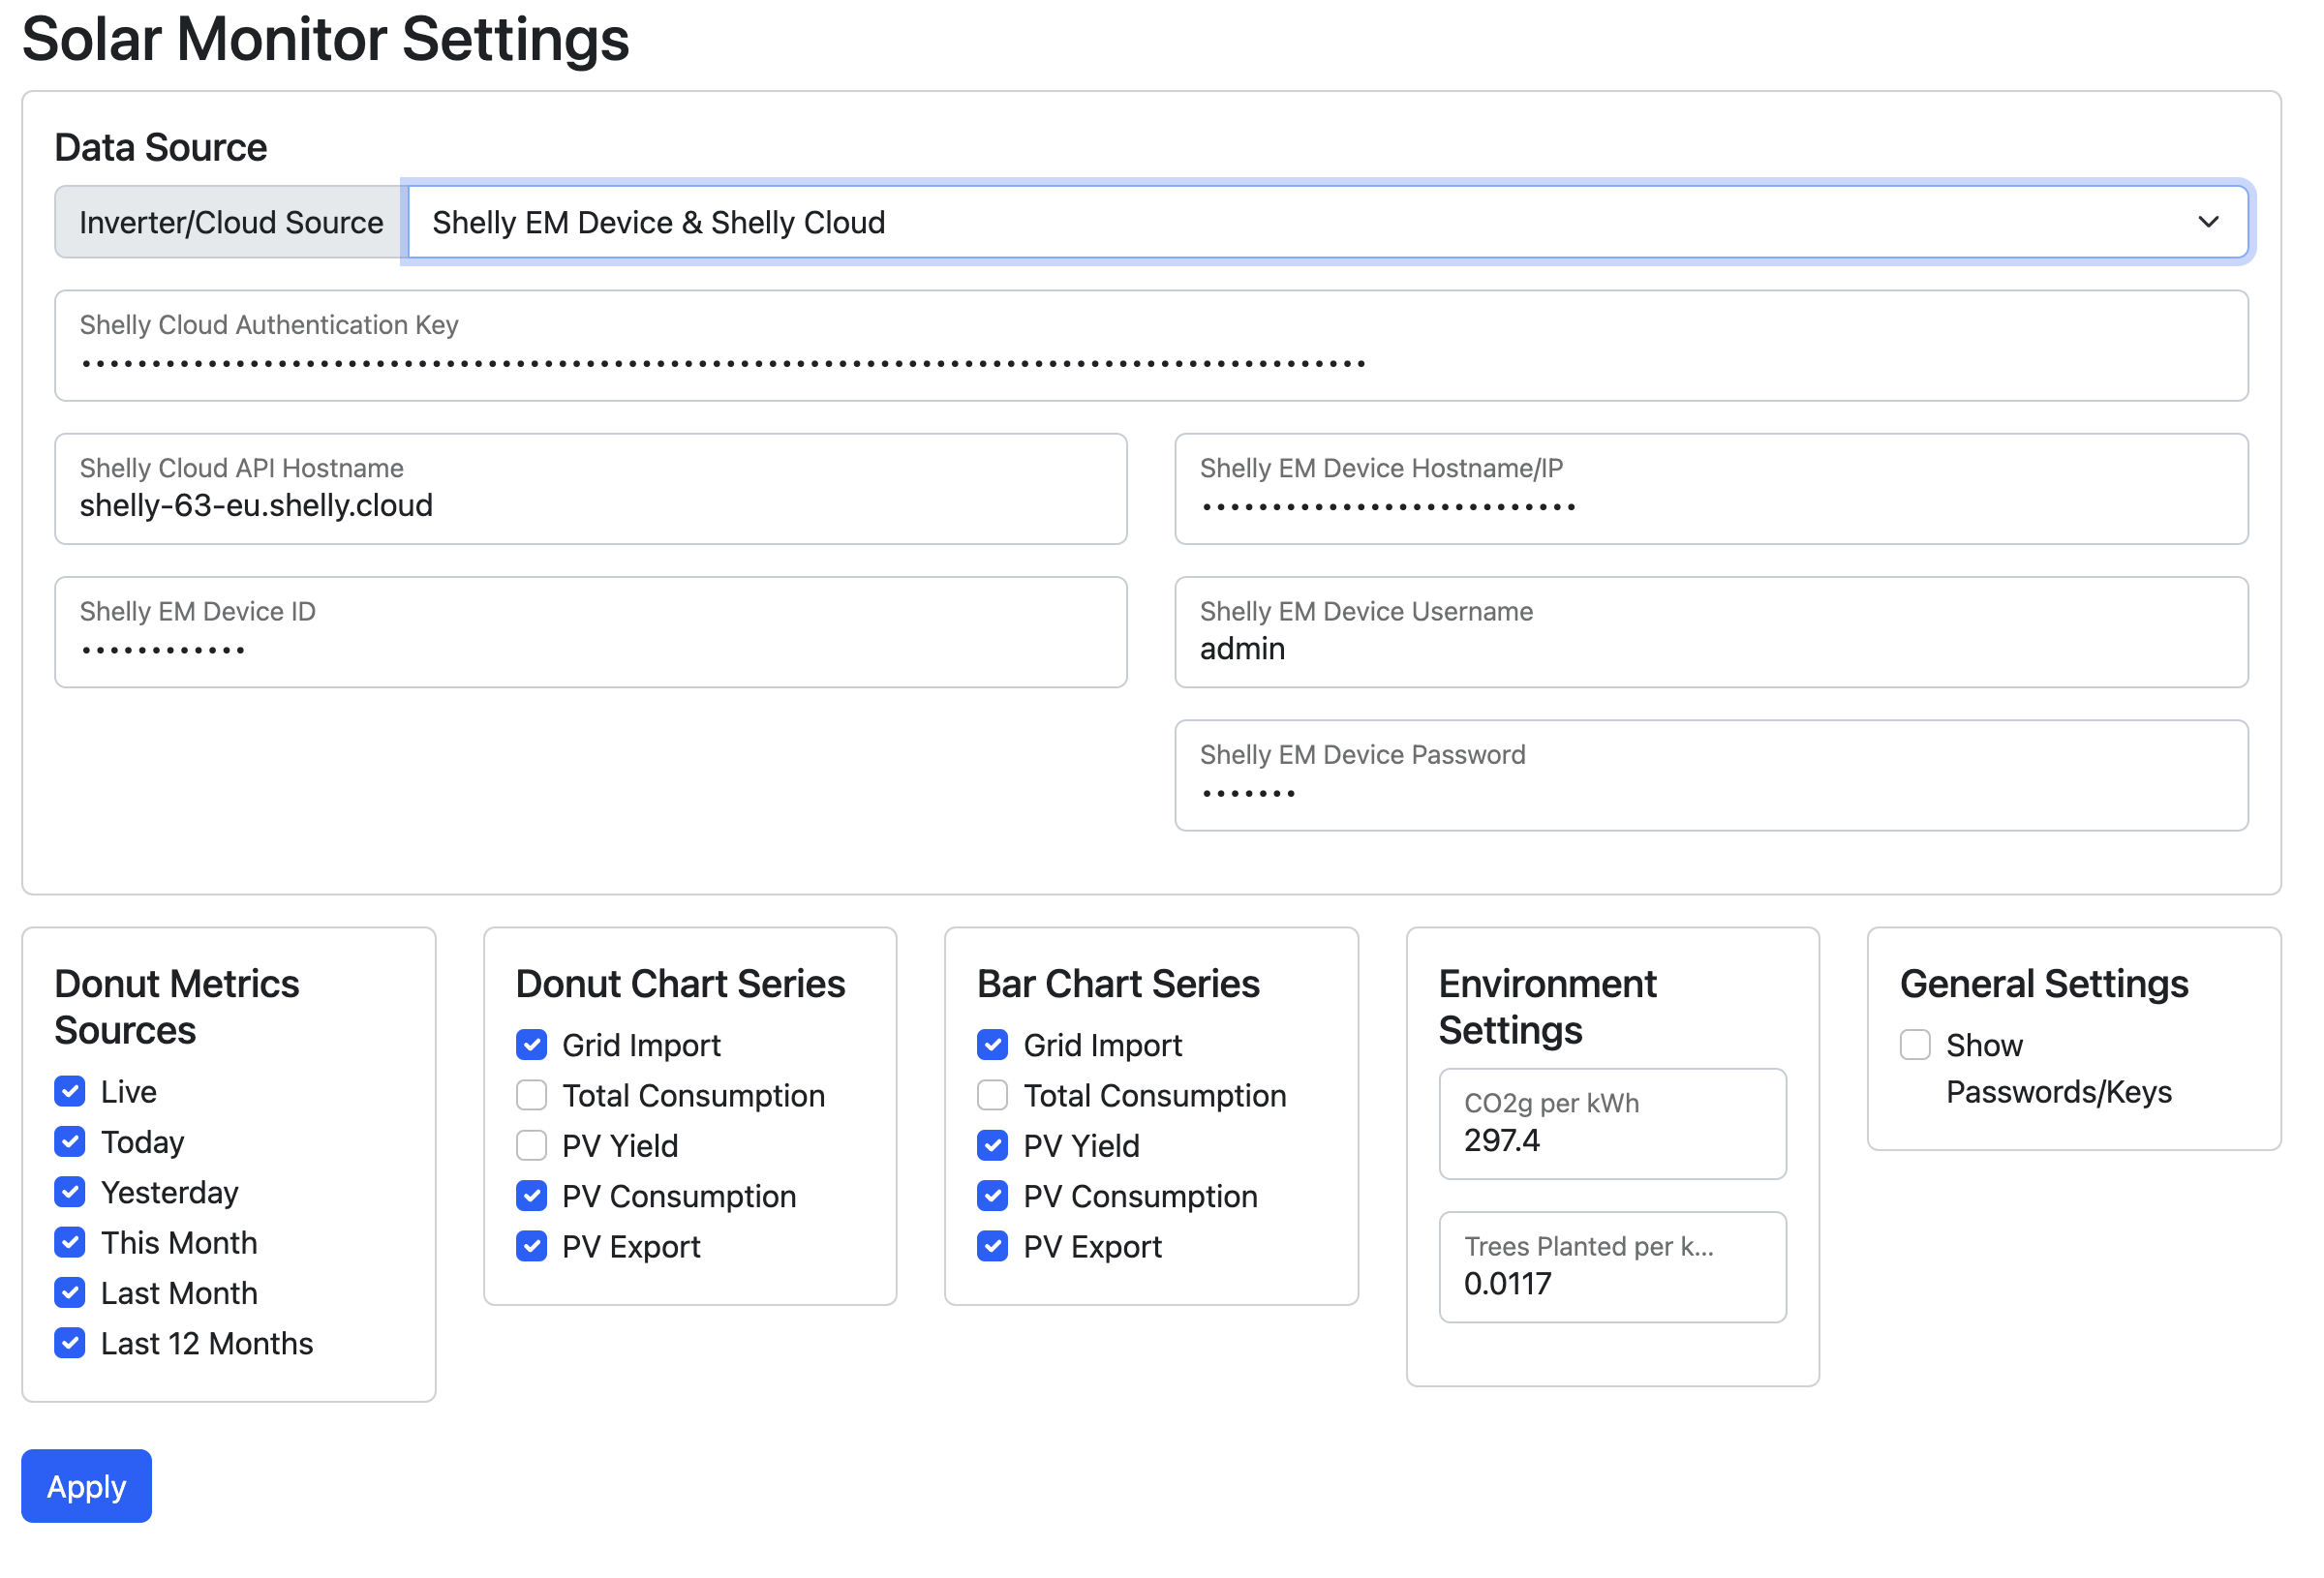 Solar Monitor Settings
Data Source
Inverter/Cloud Source
Shelly EM Device & Shelly Cloud
Shelly Cloud Authentication Key
Shelly Cloud API Hostname
shelly-63-eu.shelly.cloud
Shelly EM Device Hostname/IP
Shelly EM Device ID
Shelly EM Device Username
admin
Shelly EM Device Password
Donut Metrics
Sources
Live
Today
Yesterday
This Month
Last Month
Last 12 Months
Donut Chart Series
Grid Import
Total Consumption
PV Yield
PV Consumption
PV Export
Bar Chart Series
Grid Import
Total Consumption
PV Yield
PV Consumption
PV Export
Environment
Settings
CO2g per kWh
297.4
Trees Planted per k...
0.0117
General Settings
Show
Passwords/Keys
Apply